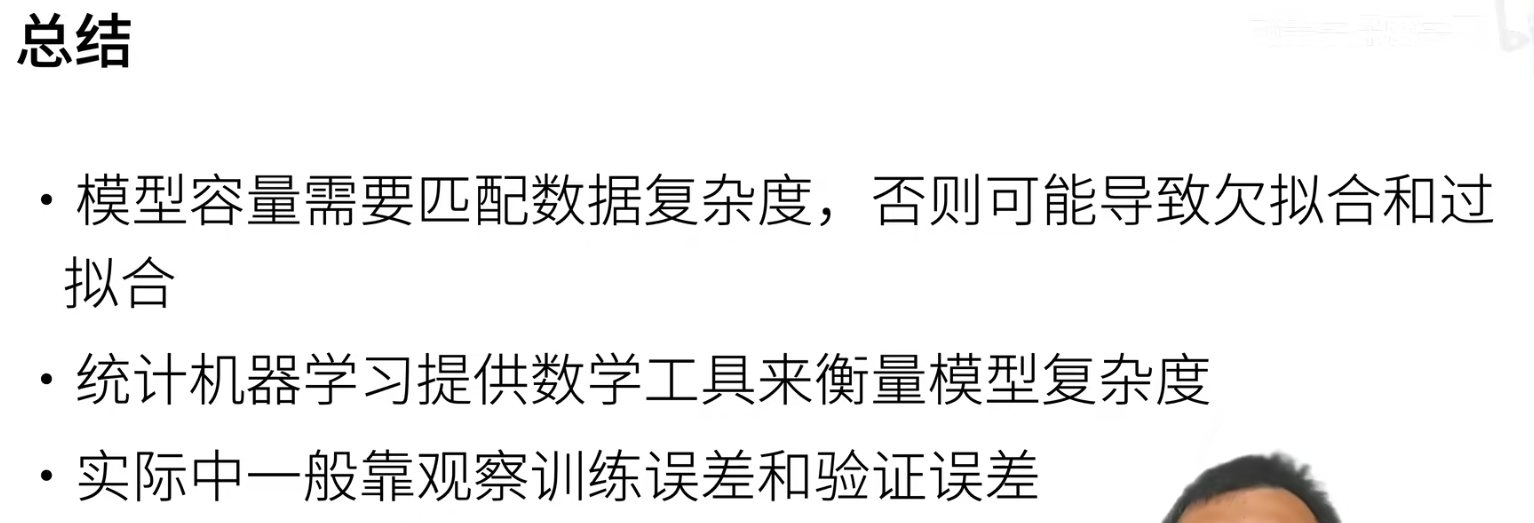 总结
• 模型容量需要匹配数据复杂度，否则可能导致欠拟合和过
拟合
• 统计机器学习提供数学工具来衡量模型复杂度
• 实际中一般靠观察训练误差和验证误差